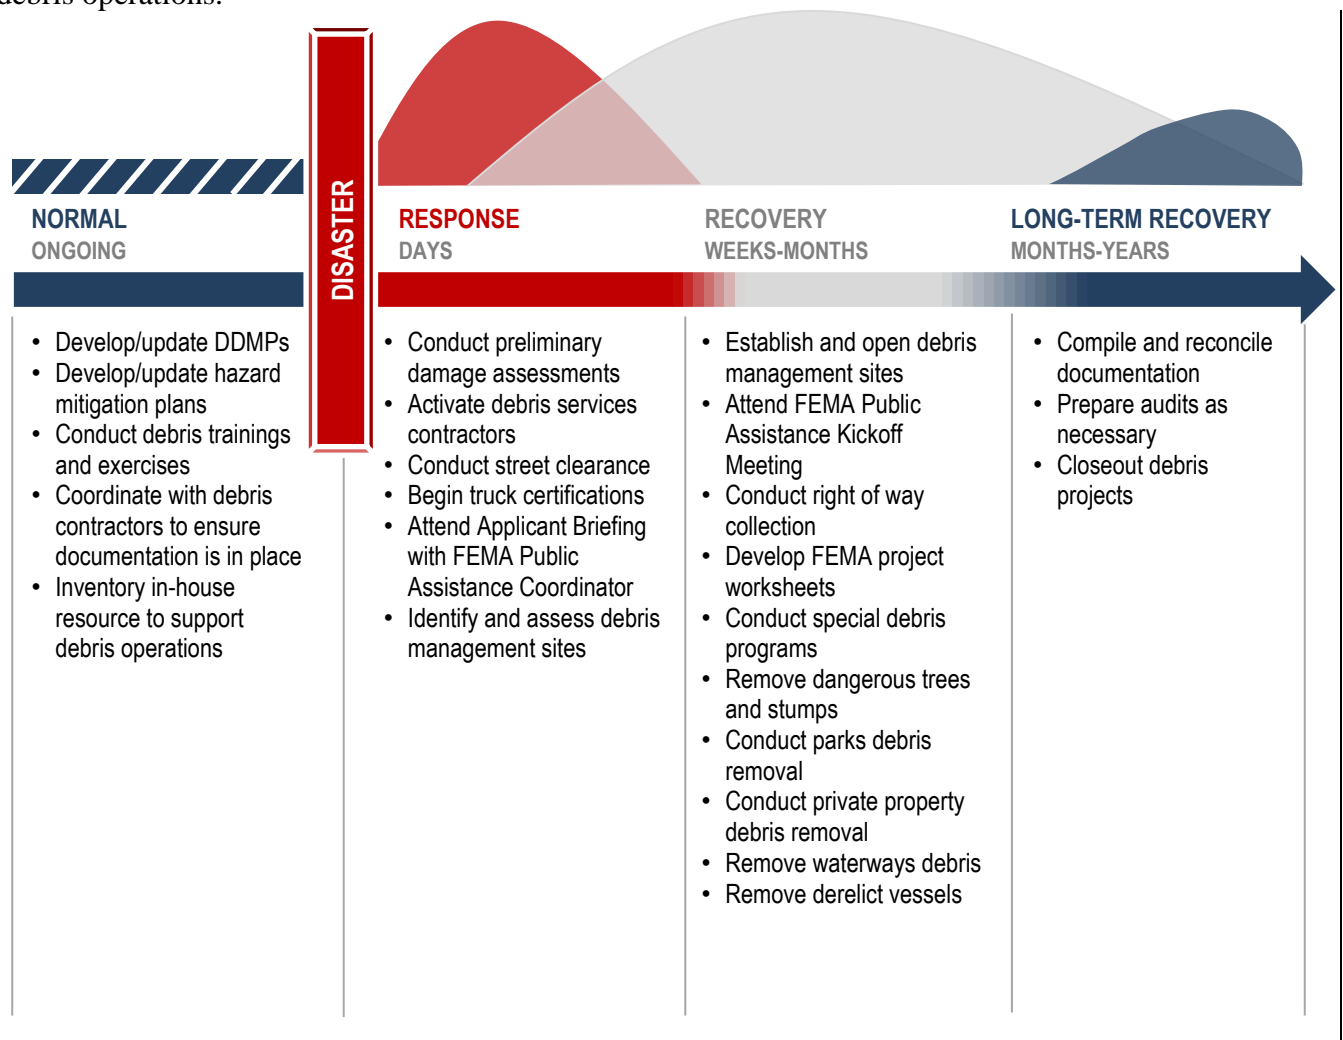 debris operations.
DISASTER
NORMAL
ONGOING
• Develop/update DDMPs
• Develop/update hazard
mitigation plans
• Conduct debris trainings
and exercises
• Coordinate with debris
contractors to ensure
documentation is in place
• Inventory in-house
resource to support
debris operations
RESPONSE
DAYS
• Conduct preliminary
damage assessments
• Activate debris services
contractors
• Conduct street clearance
• Begin truck certifications
• Attend Applicant Briefing
with FEMA Public
Assistance Coordinator
• Identify and assess debris
management sites
RECOVERY
WEEKS-MONTHS
• Establish and open debris
management sites
• Attend FEMA Public
Assistance Kickoff
Meeting
• Conduct right of way
collection
• Develop FEMA project
worksheets
• Conduct special debris
programs
• Remove dangerous trees
and stumps
• Conduct parks debris
removal
• Conduct private property
debris removal
• Remove waterways debris
• Remove derelict vessels
LONG-TERM RECOVERY
MONTHS-YEARS
• Compile and reconcile
documentation
• Prepare audits as
necessary
• Closeout debris
projects